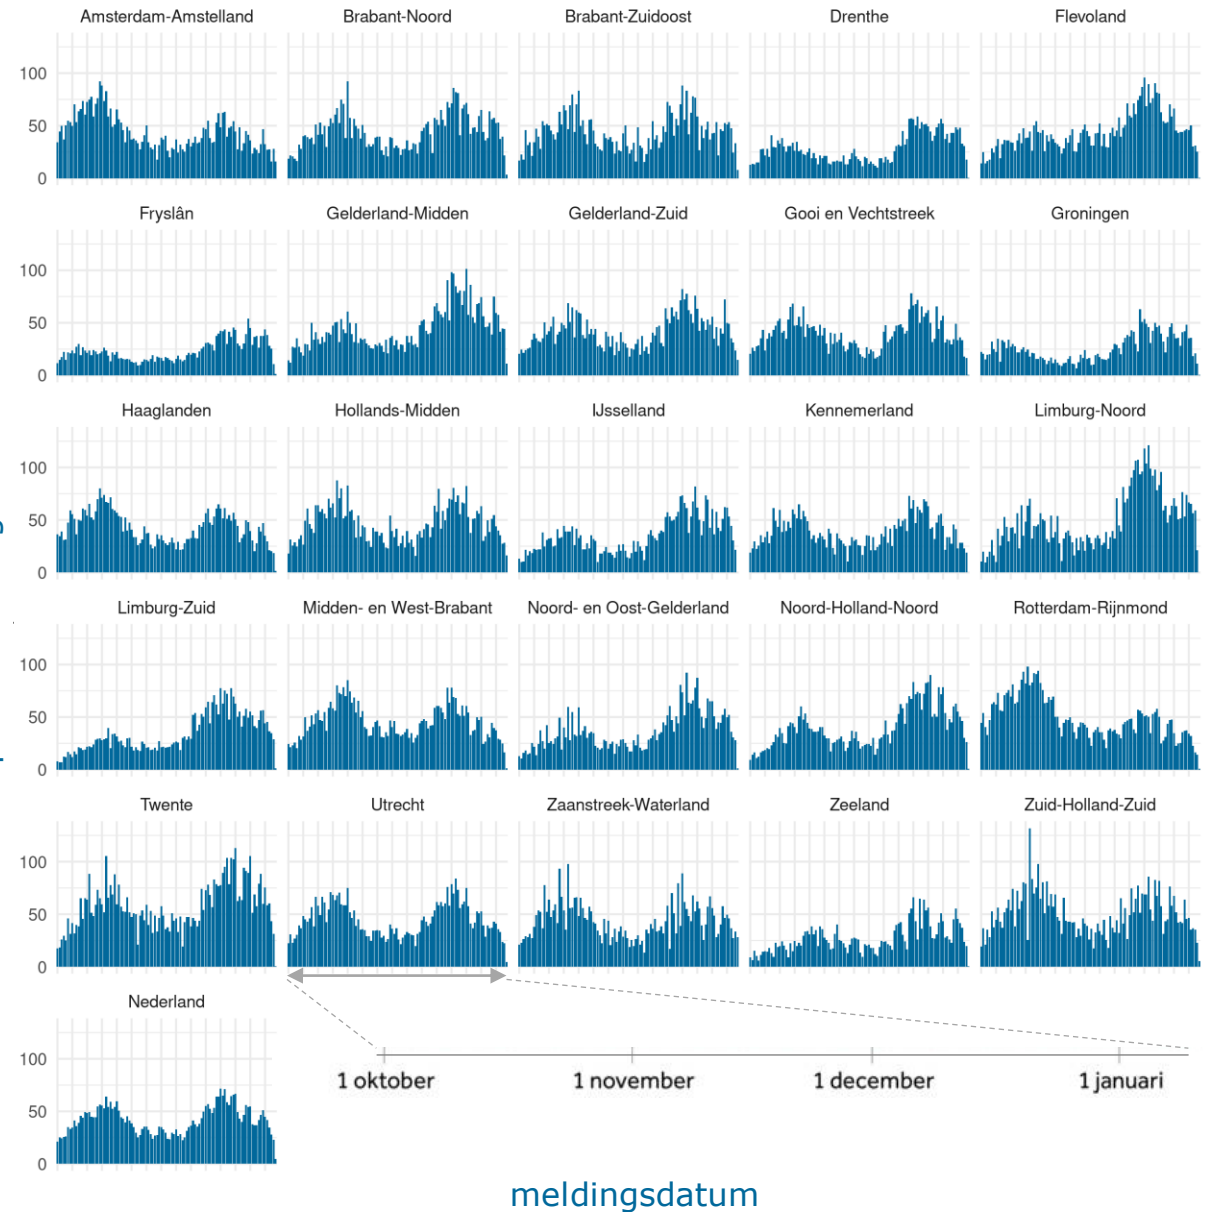 Amsterdam-Amstelland Brabant-Noord Brabant-Zuidoost Drenthe Flevoland
100
50
0
Fryslân Gelderland-Midden Gelderland-Zuid Gooi en Vechtstreek Groningen
100
50
0
Haaglanden Hollands-Midden IJsselland Kennemerland Limburg-Noord
100
50
0
Limburg-Zuid Midden- en West-Brabant Noord- en Oost-Gelderland Noord-Holland-Noord Rotterdam-Rijnmond
100
50
0
Twente Utrecht Zaanstreek-Waterland Zeeland Zuid-Holland-Zuid
100
50
0
Nederland
100
50
0
1 oktober 1 november 1 december 1 januari
meldingsdatum